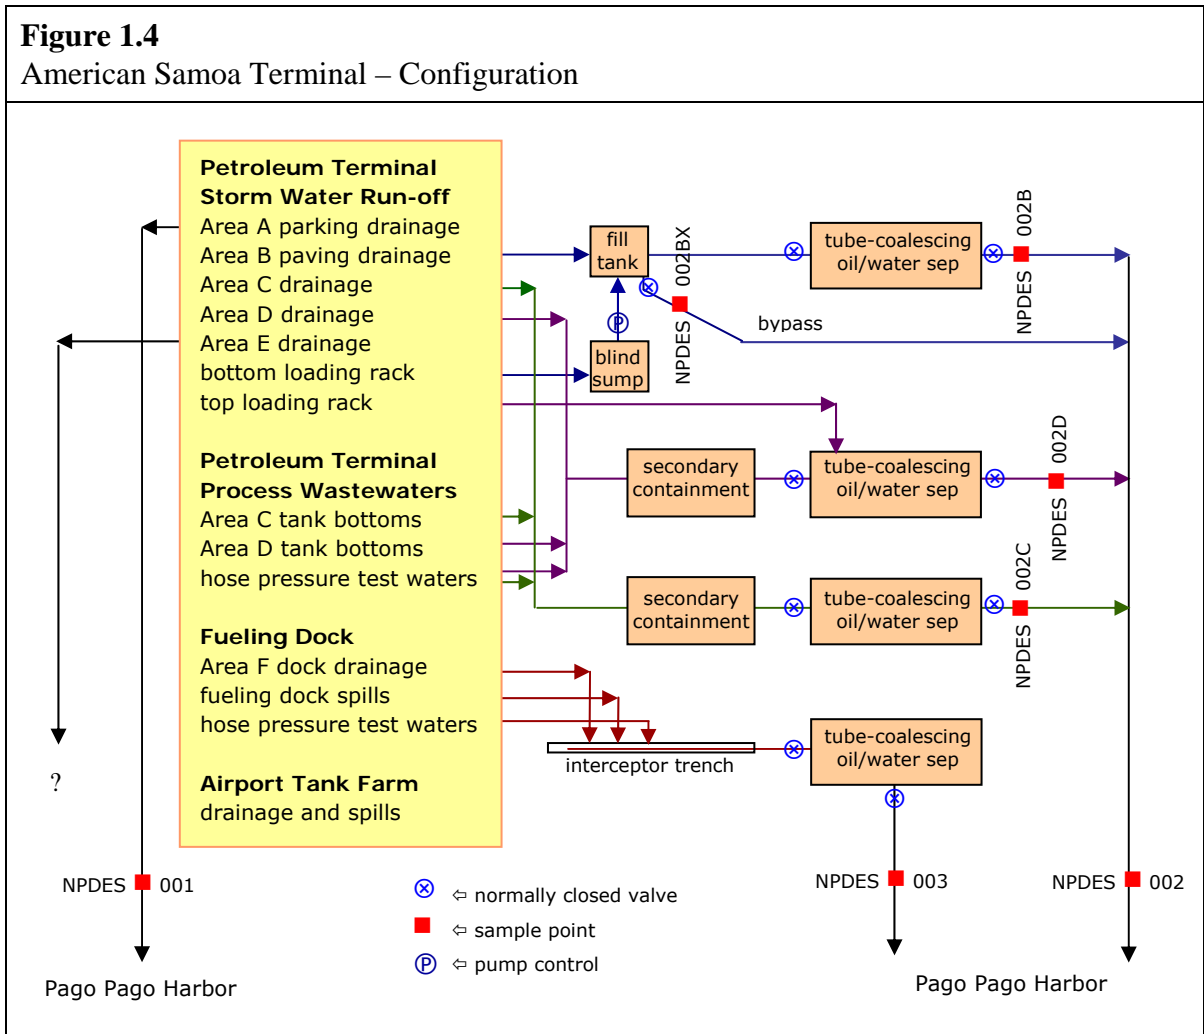 Figure 1.4
American Samoa Terminal – Configuration
Petroleum Terminal
Storm Water Run-off
Area A parking drainage
Area B paving drainage
Area C drainage
Area D drainage
Area E drainage
bottom loading rack
top loading rack
Petroleum Terminal
Process Wastewaters
Area C tank bottoms
Area D tank bottoms
hose pressure test waters
Fueling Dock
Area F dock drainage
fueling dock spills
hose pressure test waters
Airport Tank Farm
drainage and spills
fill
tank
P
blind
sump
NPDES 002BX
bypass
tube-coalescing
oil/water sep
NPDES 002B
secondary
containment
tube-coalescing
oil/water sep
NPDES 002D
secondary
containment
tube-coalescing
oil/water sep
NPDES 002C
interceptor trench
tube-coalescing
oil/water sep
?
NPDES 001
NPDES 003
NPDES 002
⇦ normally closed valve
⇦ sample point
P ⇦ pump control
Pago Pago Harbor
Pago Pago Harbor